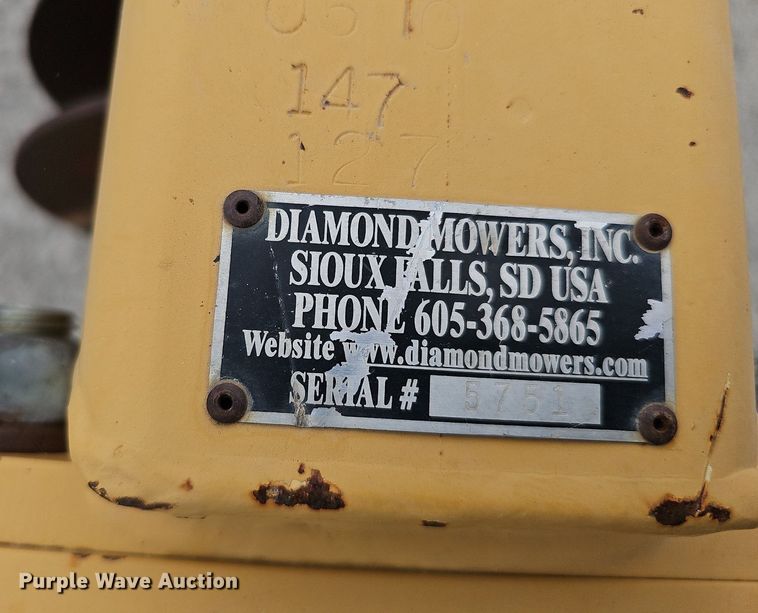 147
127
DIAMOND MOWERS, INC.
SIOUX FALLS, SD USA
PHONE 605-368-5865
Website www.diamondmowers.com
SERIAL # 5751
Purple Wave Auction